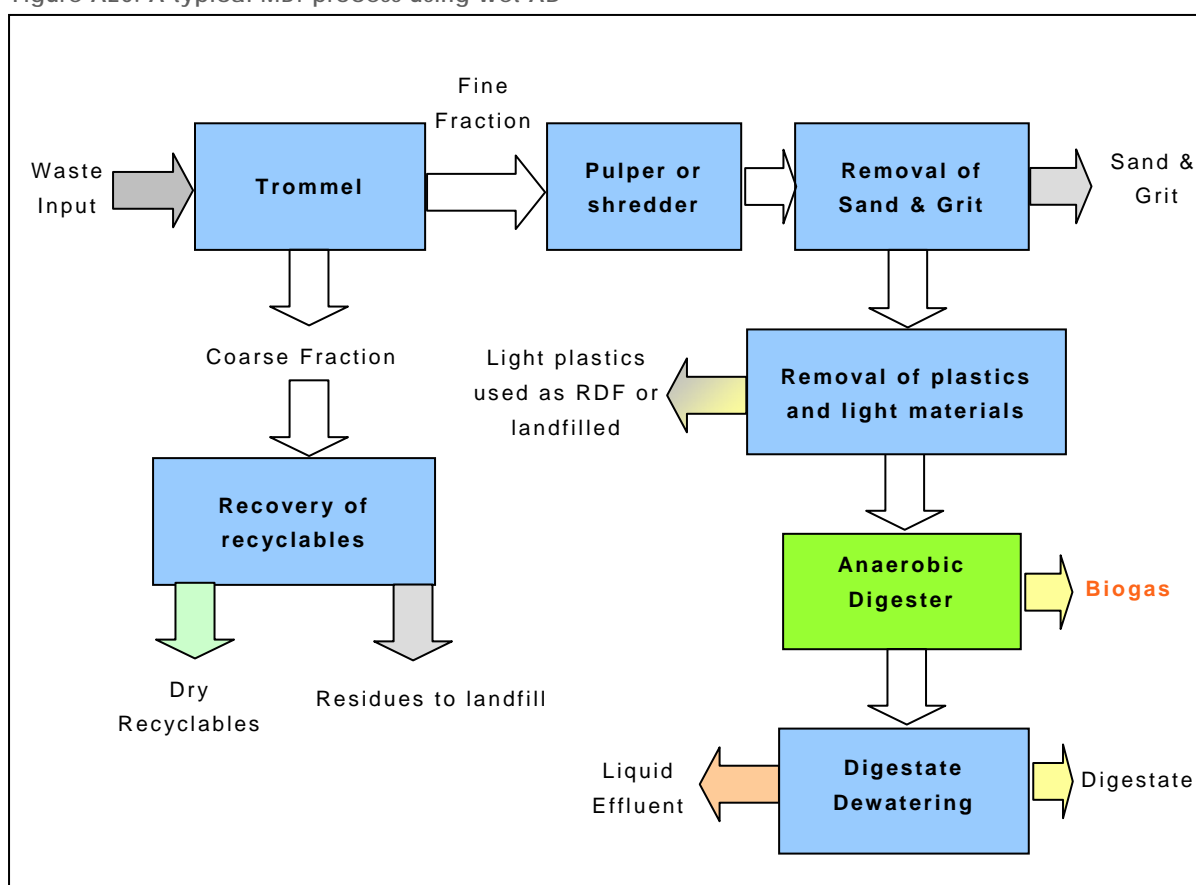 Fine
Fraction
Waste
Input
Trommel
Pulper or
shredder
Removal of
Sand & Grit
Sand &
Grit
Coarse Fraction
Light plastics
used as RDF or
landfilled
Removal of plastics
and light materials
Recovery of
recyclables
Anaerobic
Digester
Biogas
Dry
Recyclables
Residues to landfill
Liquid
Effluent
Digestate
Dewatering
Digestate